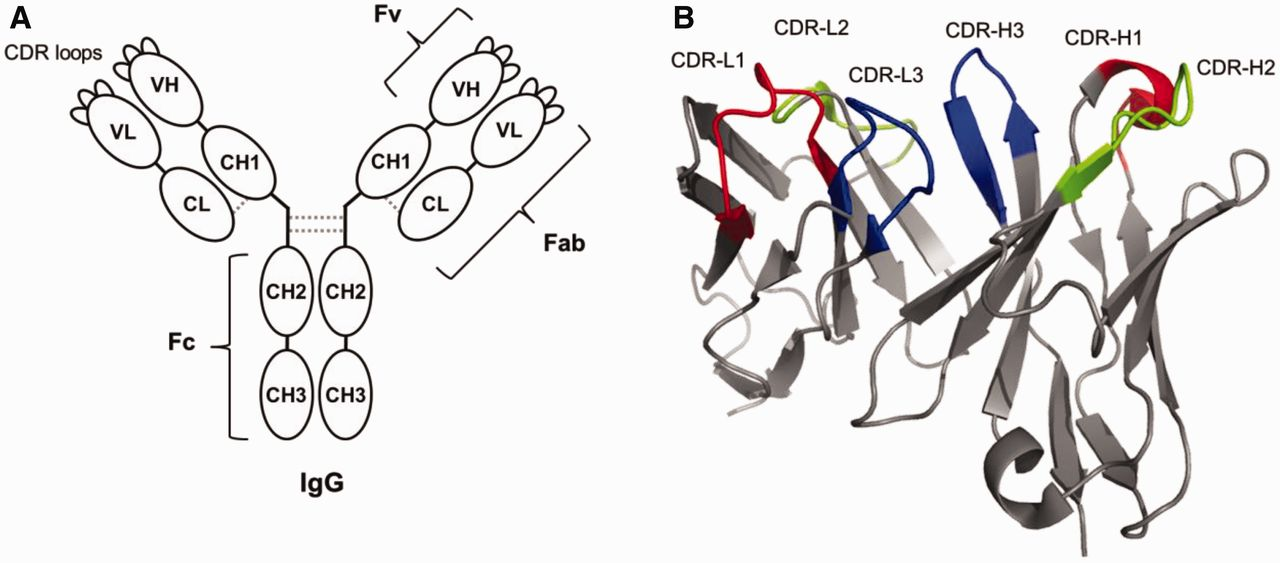 A
CDR loops
Fv
VH
VL
CH1
CL
VH
VL
CH1
CL
Fab
CH2
CH2
Fc
CH3
CH3
IgG
B
CDR-L1
CDR-L2
CDR-L3
CDR-H3
CDR-H1
CDR-H2